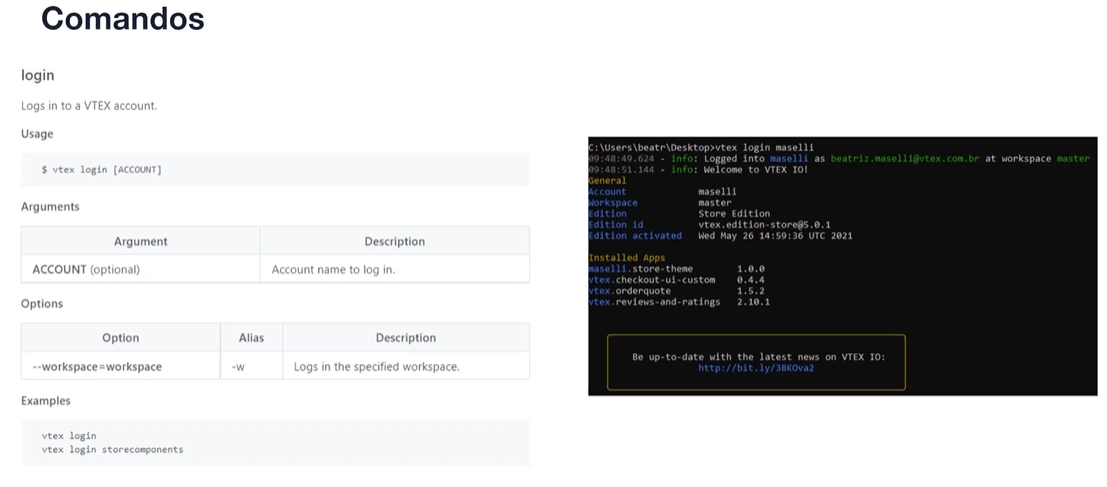 Comandos
login
Logs in to a VTEX account.
Usage
$ vtex login [ACCOUNT]
Arguments
Argument Description
ACCOUNT (optional) Account name to log in.
Options
Option Alias Description
--workspace=workspace -w Logs in the specified workspace.
Examples
vtex login
vtex login storecomponents
C:\Users\beatr\Desktop>vtex login maselli
09:48:49.624 - info: Logged into maselli as beatriz.maselli@vtex.com.br at workspace master
09:48:51.144 - info: Welcome to VTEX IO!
General
Account maselli
Workspace master
Edition Store Edition
Edition id vtex.edition-store@5.0.1
Edition activated Wed May 26 14:59:36 UTC 2021
Installed Apps
maselli.store-theme 1.0.0
vtex.checkout-ui-custom 0.4.4
vtex.orderquote 1.5.2
vtex.reviews-and-ratings 2.10.1
Be up-to-date with the latest news on VTEX IO:
http://bit.ly/38KOva2